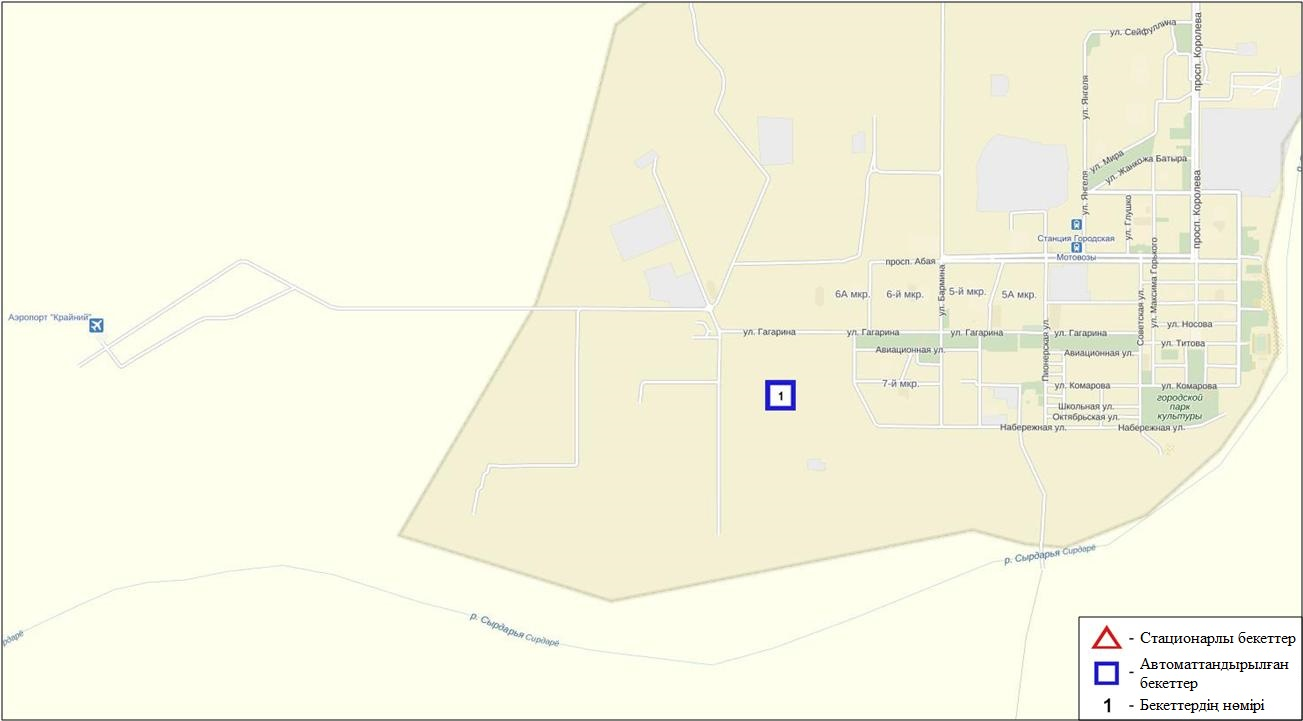 ул. Сейфуллина
просп. Королева
ул. Янгеля
ул. Мира
ул. Жанкожа Батыра
ул. Янгеля
ул. Глушко
просп. Королева
Станция Городская
Мотовозы
ул. Максима Горького
просп. Абая
6А мкр.
6-й мкр.
5-й мкр.
5А мкр.
ул. Бармина
Советская ул.
Аэропорт "Крайний"
ул. Гагарина
ул. Гагарина
ул. Гагарина
ул. Гагарина
ул. Носова
ул. Титова
Пионерская ул.
Авиационная ул.
Авиационная ул.
7-й мкр.
ул. Комарова
ул. Комарова
1
городской
парк
культуры
Школьная ул.
Октябрьская ул.
Набережная ул.
Набережная ул.
р. Сырдарья Сирдарё
р. Сырдарья Сирдарё
- Стационарлы бекеттер
- Автоматтандырылған
бекеттер
1 - Бекеттердің нөмірі